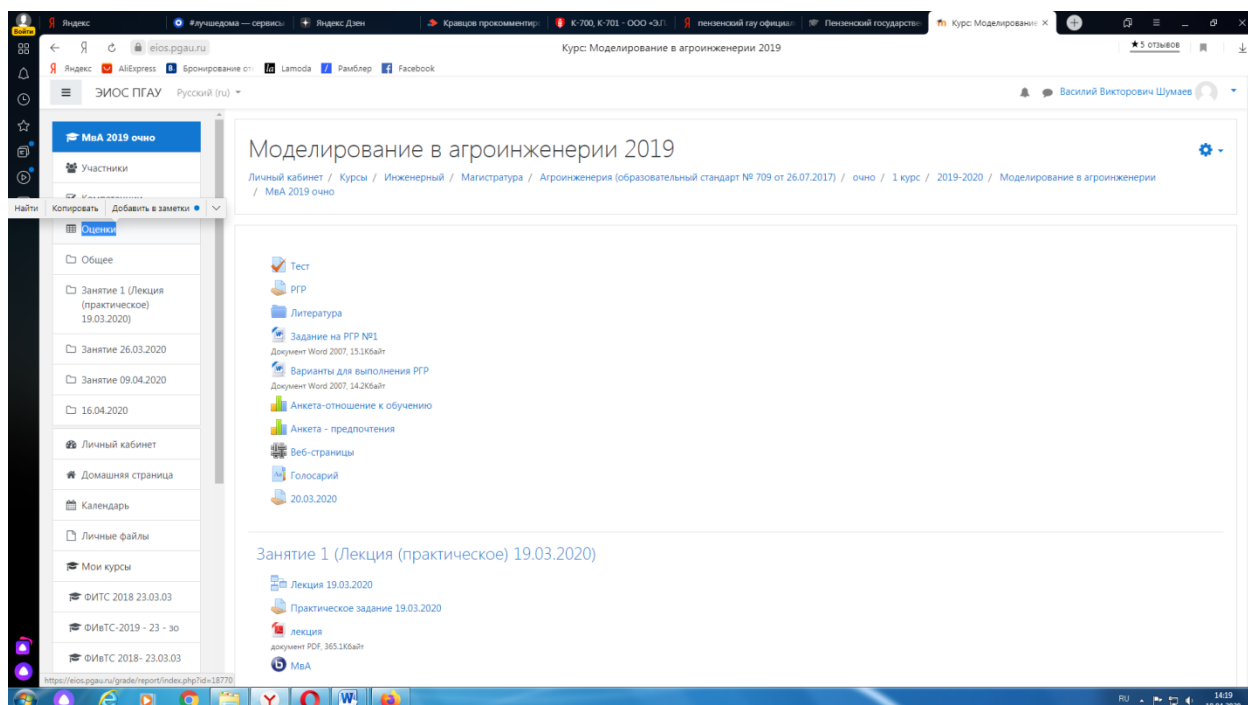 Яндекс
#лучшедома — сервисы
Яндекс.Дзен
Кравцов прокомментиро
К-700, К-701 - ООО «ЭЛ
пензенский гау официал
Пензенский государстве
Курс: Моделирование
Войти
eios.pgau.ru
Курс: Моделирование в агроинженерии 2019
★5 отзывов
Яндекс
AliExpress
Бронирование от
Lamoda
Рамблер
Facebook
ЭИОС ПГАУ
Русский (ru)
Василий Викторович Шумаев
МвА 2019 очно
Участники
Найти
Копировать
Добавить в заметки
Оценки
Общее
Занятие 1 (Лекция
(практическое)
19.03.2020)
Занятие 26.03.2020
Занятие 09.04.2020
16.04.2020
Личный кабинет
Домашняя страница
Календарь
Личные файлы
Мои курсы
ФИТС 2018 23.03.03
ФИвТС-2019 - 23 - зо
ФИвТС 2018- 23.03.03
https://eios.pgau.ru/grade/report/index.php?id=18770
Моделирование в агроинженерии 2019
Личный кабинет / Курсы / Инженерный / Магистратура / Агроинженерия (образовательный стандарт № 709 от 26.07.2017) / очно / 1 курс / 2019-2020 / Моделирование в агроинженерии
/ МвА 2019 очно
Тест
РГР
Литература
Задание на РГР №1
Документ Word 2007, 15.1Кбайт
Варианты для выполнения РГР
Документ Word 2007, 14.2Кбайт
Анкета-отношение к обучению
Анкета - предпочтения
Веб-страницы
Голосарий
20.03.2020
Занятие 1 (Лекция (практическое) 19.03.2020)
Лекция 19.03.2020
Практическое задание 19.03.2020
лекция
документ PDF, 365.1Кбайт
МвА
RU
14:19